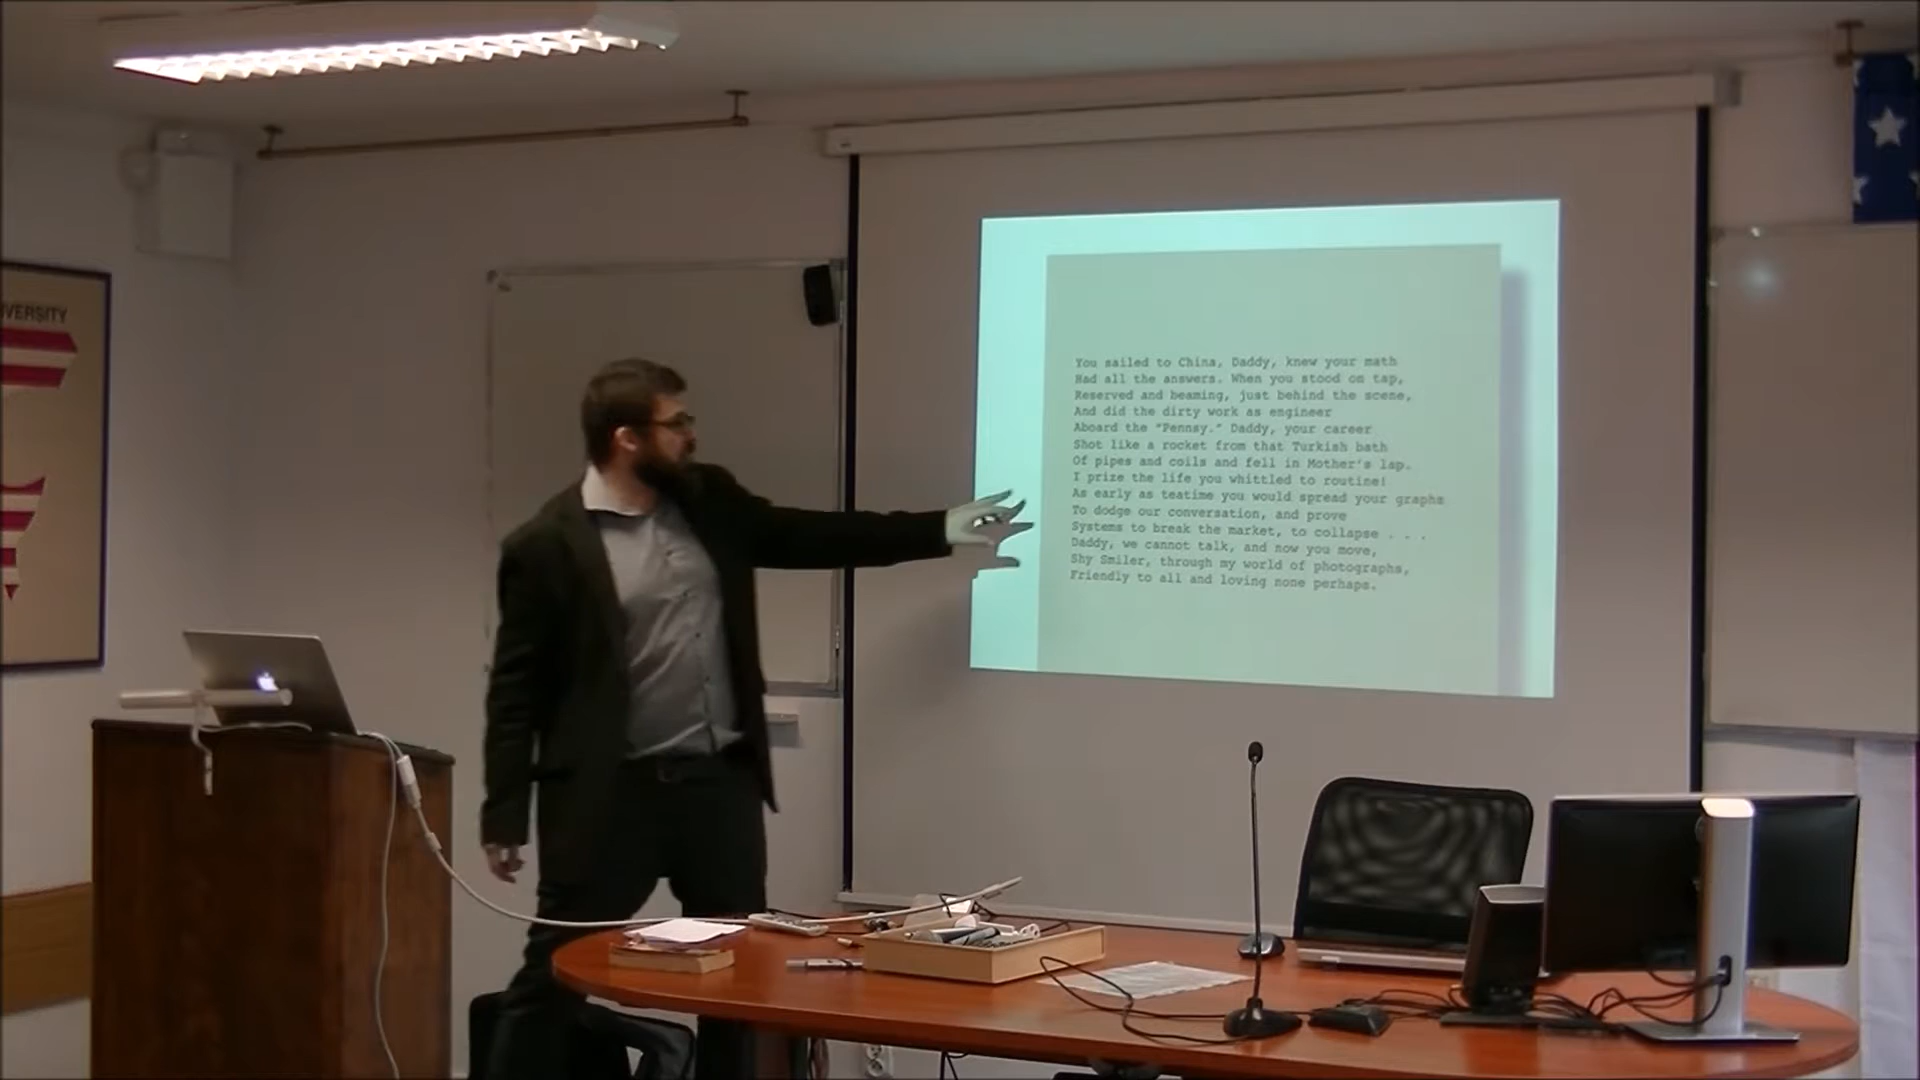 VERSITY
You sailed to China, Daddy, knew your math
Had all the answers. When you stood on tap,
Reserved and beaming, just behind the scene,
And did the dirty work as engineer
Aboard the "Pennsy." Daddy, your career
Shot like a rocket from that Turkish bath
Of pipes and coils and fell in Mother's lap.
I prize the life you whittled to routine!
As early as teatime you would spread your graphs
To dodge our conversation, and prove
Systems to break the market, to collapse . . .
Daddy, we cannot talk, and now you move,
Shy Smiler, through my world of photographs,
Friendly to all and loving none perhaps.